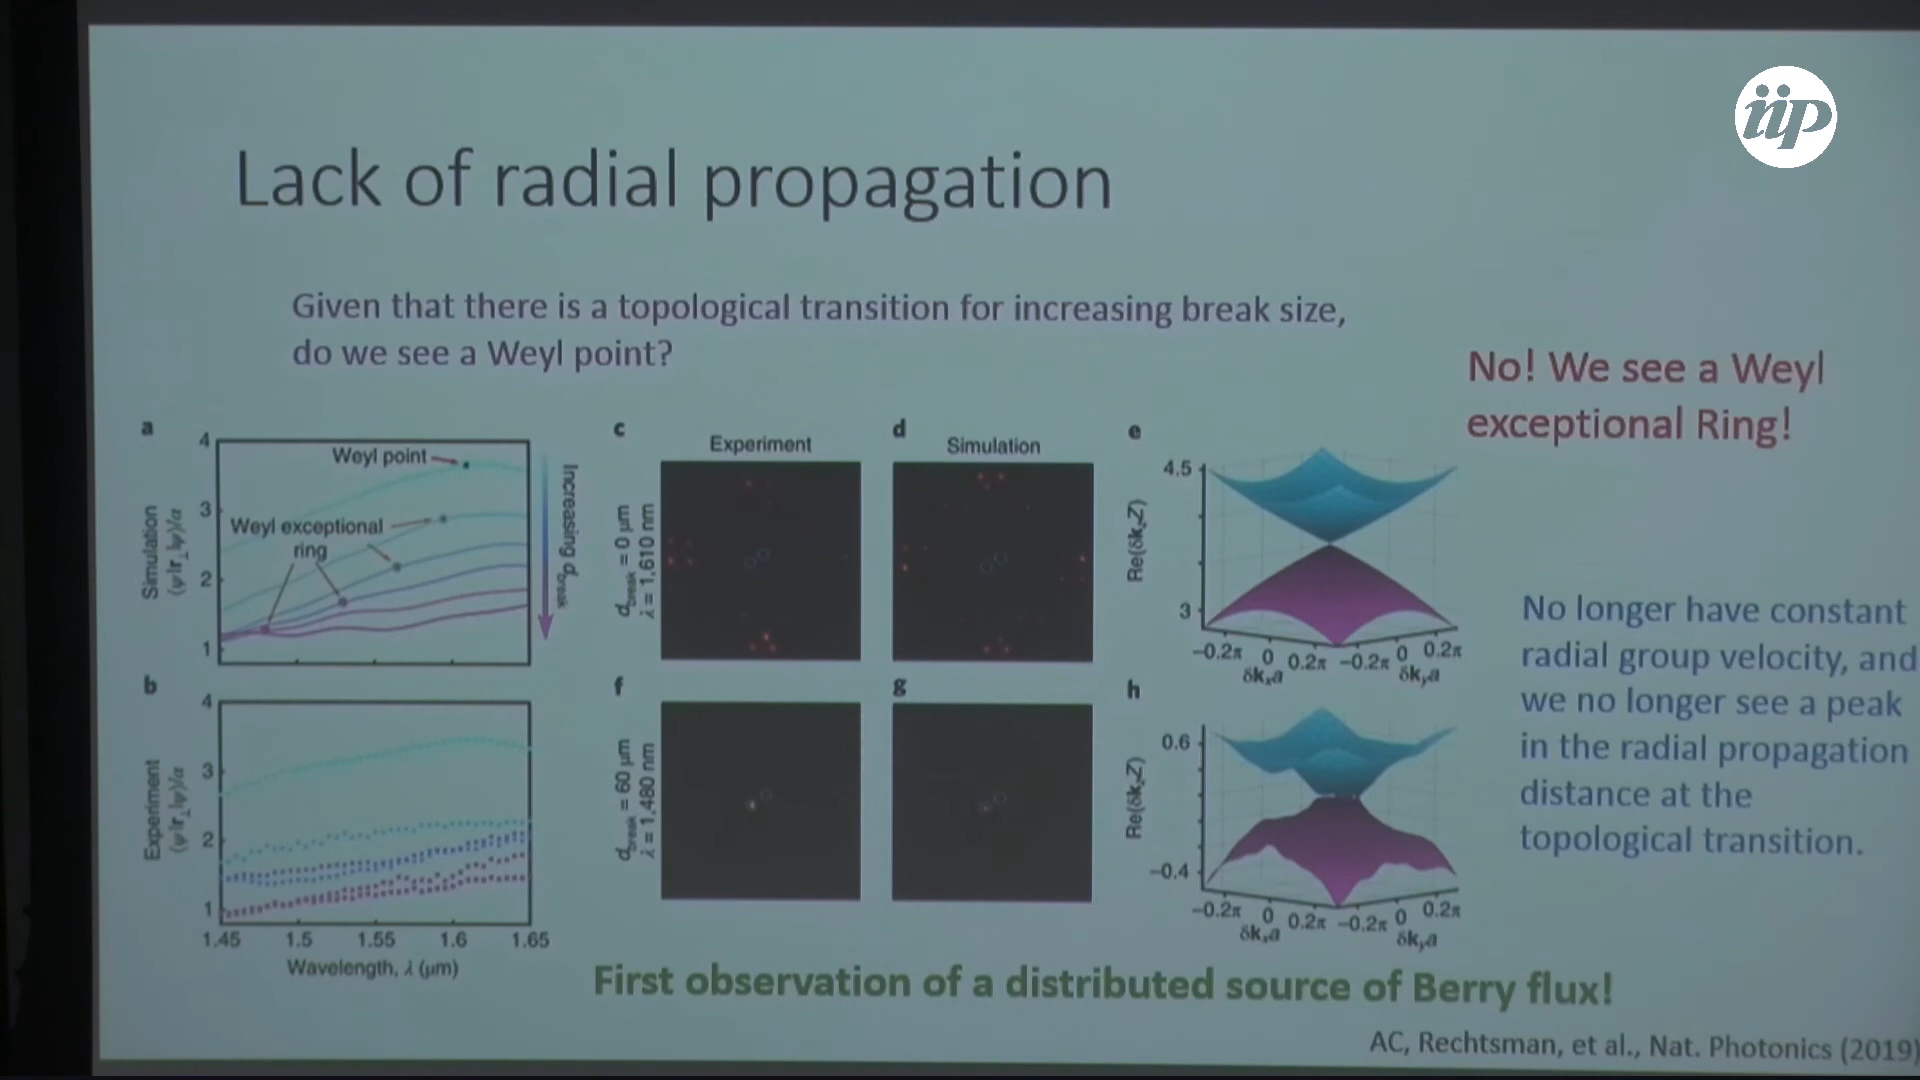 iip
Lack of radial propagation
Given that there is a topological transition for increasing break size,
do we see a Weyl point?
No! We see a Weyl
exceptional Ring!
a
4
3
2
1
Simulation
⟨ψ|r⊥|ψ⟩/a
Weyl point
Weyl exceptional
ring
Increasing d_break
c
Experiment
d_break = 0 μm
λ = 1,610 nm
d
Simulation
e
4.5
3
Re(δk_zZ)
−0.2π 0 0.2π −0.2π 0 0.2π
δk_xa δk_ya
b
4
3
2
1
Experiment
⟨ψ|r⊥|ψ⟩/a
1.45 1.5 1.55 1.6 1.65
Wavelength, λ (μm)
f
d_break = 60 μm
λ = 1,480 nm
g
h
0.6
−0.4
Re(δk_zZ)
−0.2π 0 0.2π −0.2π 0 0.2π
δk_xa δk_ya
No longer have constant
radial group velocity, and
we no longer see a peak
in the radial propagation
distance at the
topological transition.
First observation of a distributed source of Berry flux!
AC, Rechtsman, et al., Nat. Photonics (2019)